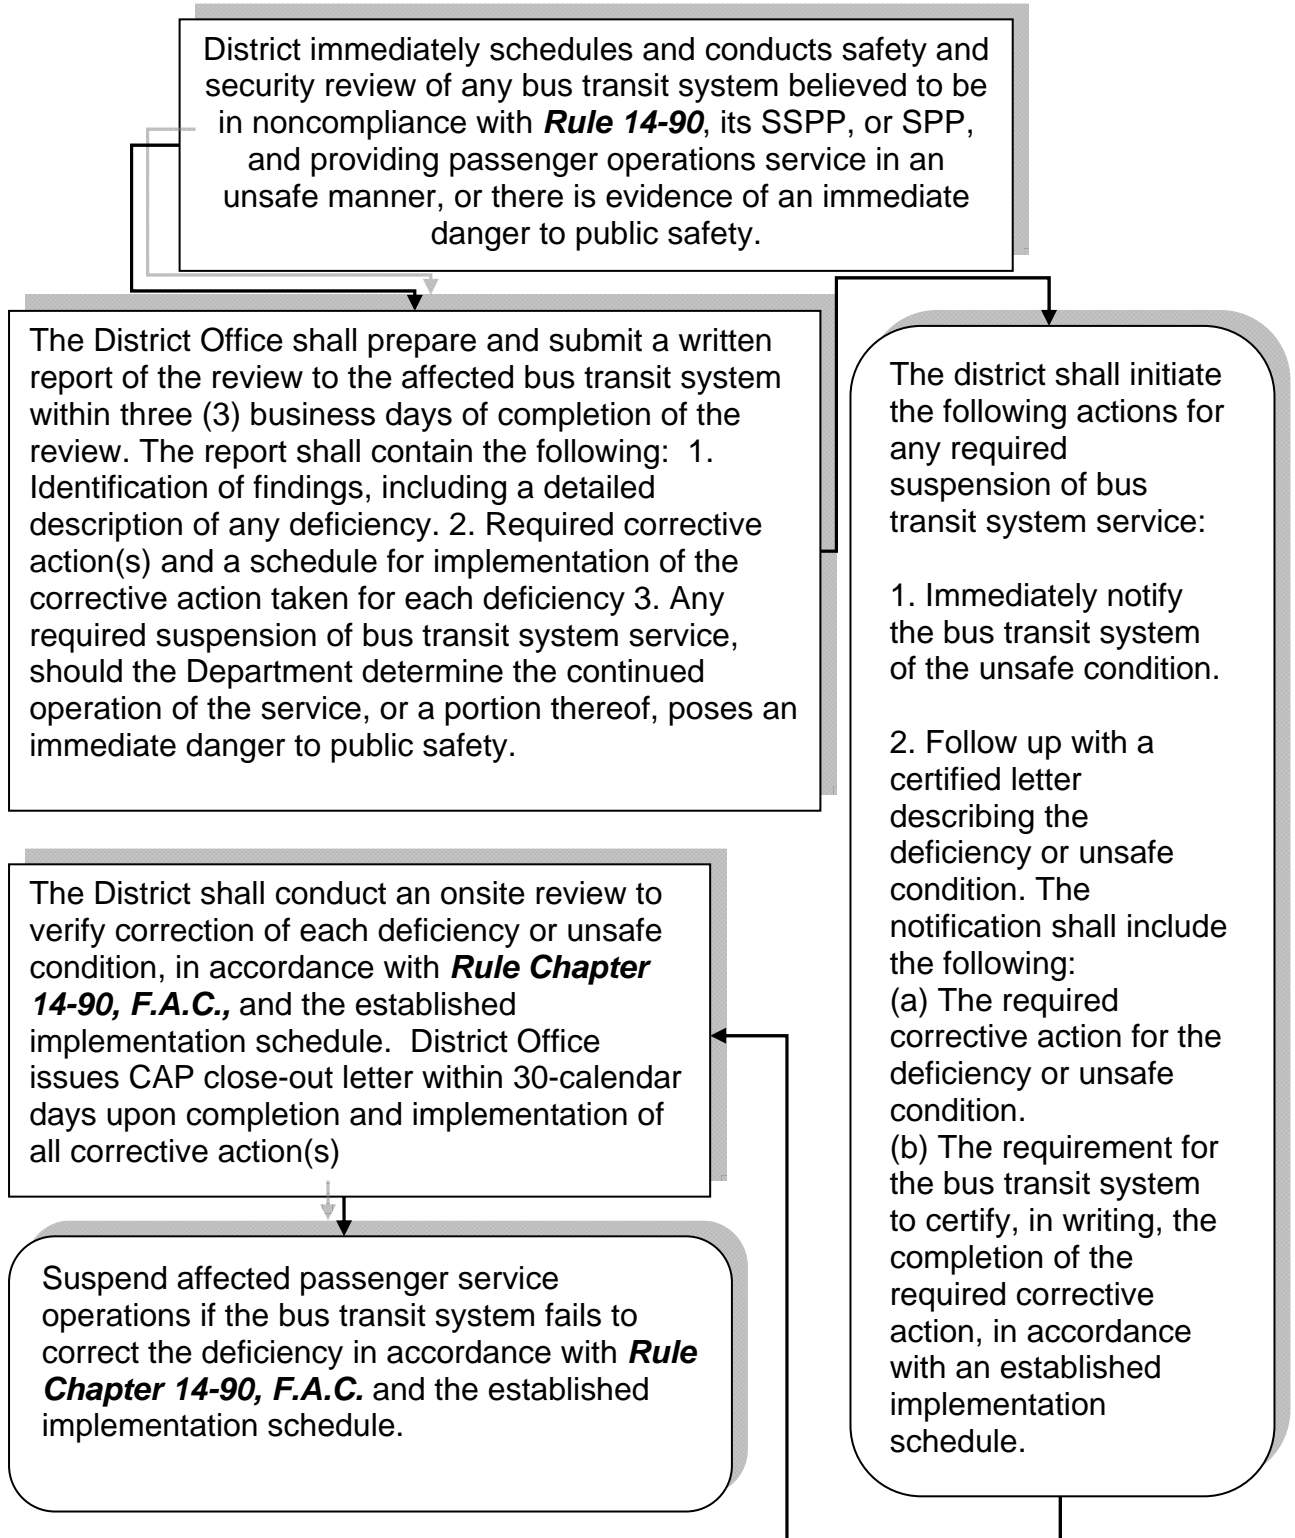 District immediately schedules and conducts safety and
security review of any bus transit system believed to be
in noncompliance with Rule 14-90, its SSPP, or SPP,
and providing passenger operations service in an
unsafe manner, or there is evidence of an immediate
danger to public safety.
The District Office shall prepare and submit a written
report of the review to the affected bus transit system
within three (3) business days of completion of the
review. The report shall contain the following:  1.
Identification of findings, including a detailed
description of any deficiency. 2. Required corrective
action(s) and a schedule for implementation of the
corrective action taken for each deficiency 3. Any
required suspension of bus transit system service,
should the Department determine the continued
operation of the service, or a portion thereof, poses an
immediate danger to public safety.
The district shall initiate
the following actions for
any required
suspension of bus
transit system service:
1. Immediately notify
the bus transit system
of the unsafe condition.
2. Follow up with a
certified letter
describing the
deficiency or unsafe
condition. The
notification shall include
the following:
(a) The required
corrective action for the
deficiency or unsafe
condition.
(b) The requirement for
the bus transit system
to certify, in writing, the
completion of the
required corrective
action, in accordance
with an established
implementation
schedule.
The District shall conduct an onsite review to
verify correction of each deficiency or unsafe
condition, in accordance with Rule Chapter
14-90, F.A.C., and the established
implementation schedule.  District Office
issues CAP close-out letter within 30-calendar
days upon completion and implementation of
all corrective action(s)
Suspend affected passenger service
operations if the bus transit system fails to
correct the deficiency in accordance with Rule
Chapter 14-90, F.A.C. and the established
implementation schedule.